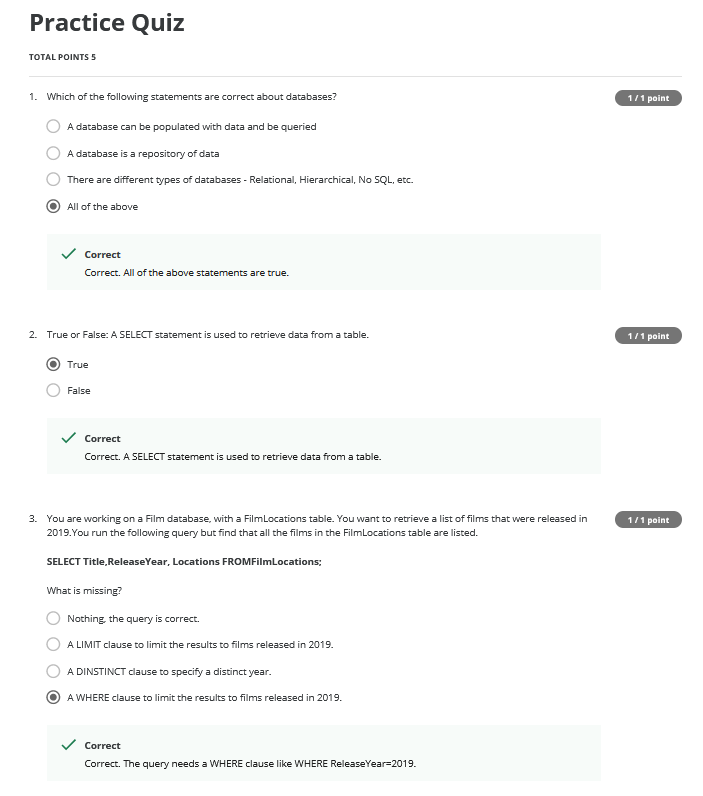 Practice Quiz
TOTAL POINTS 5
1. Which of the following statements are correct about databases?
1 / 1 point
A database can be populated with data and be queried
A database is a repository of data
There are different types of databases - Relational, Hierarchical, No SQL, etc.
All of the above
Correct
Correct. All of the above statements are true.
2. True or False: A SELECT statement is used to retrieve data from a table.
1 / 1 point
True
False
Correct
Correct. A SELECT statement is used to retrieve data from a table.
3. You are working on a Film database, with a FilmLocations table. You want to retrieve a list of films that were released in
1 / 1 point
2019.You run the following query but find that all the films in the FilmLocations table are listed.
SELECT Title,ReleaseYear, Locations FROMFilmLocations;
What is missing?
Nothing, the query is correct.
A LIMIT clause to limit the results to films released in 2019.
A DINSTINCT clause to specify a distinct year.
A WHERE clause to limit the results to films released in 2019.
Correct
Correct. The query needs a WHERE clause like WHERE ReleaseYear=2019.